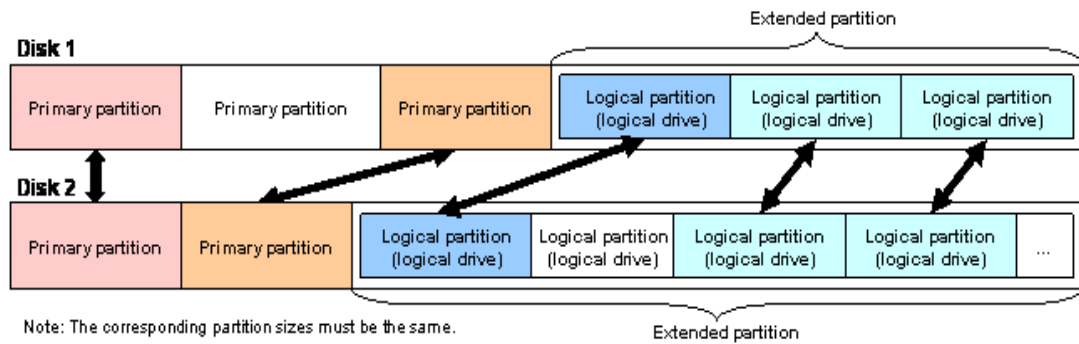 Extended partition
Disk 1
Primary partition
Primary partition
Primary partition
Logical partition
(logical drive)
Logical partition
(logical drive)
Logical partition
(logical drive)
Disk 2
Primary partition
Primary partition
Logical partition
(logical drive)
Logical partition
(logical drive)
Logical partition
(logical drive)
Logical partition
(logical drive)
...
Note: The corresponding partition sizes must be the same.
Extended partition